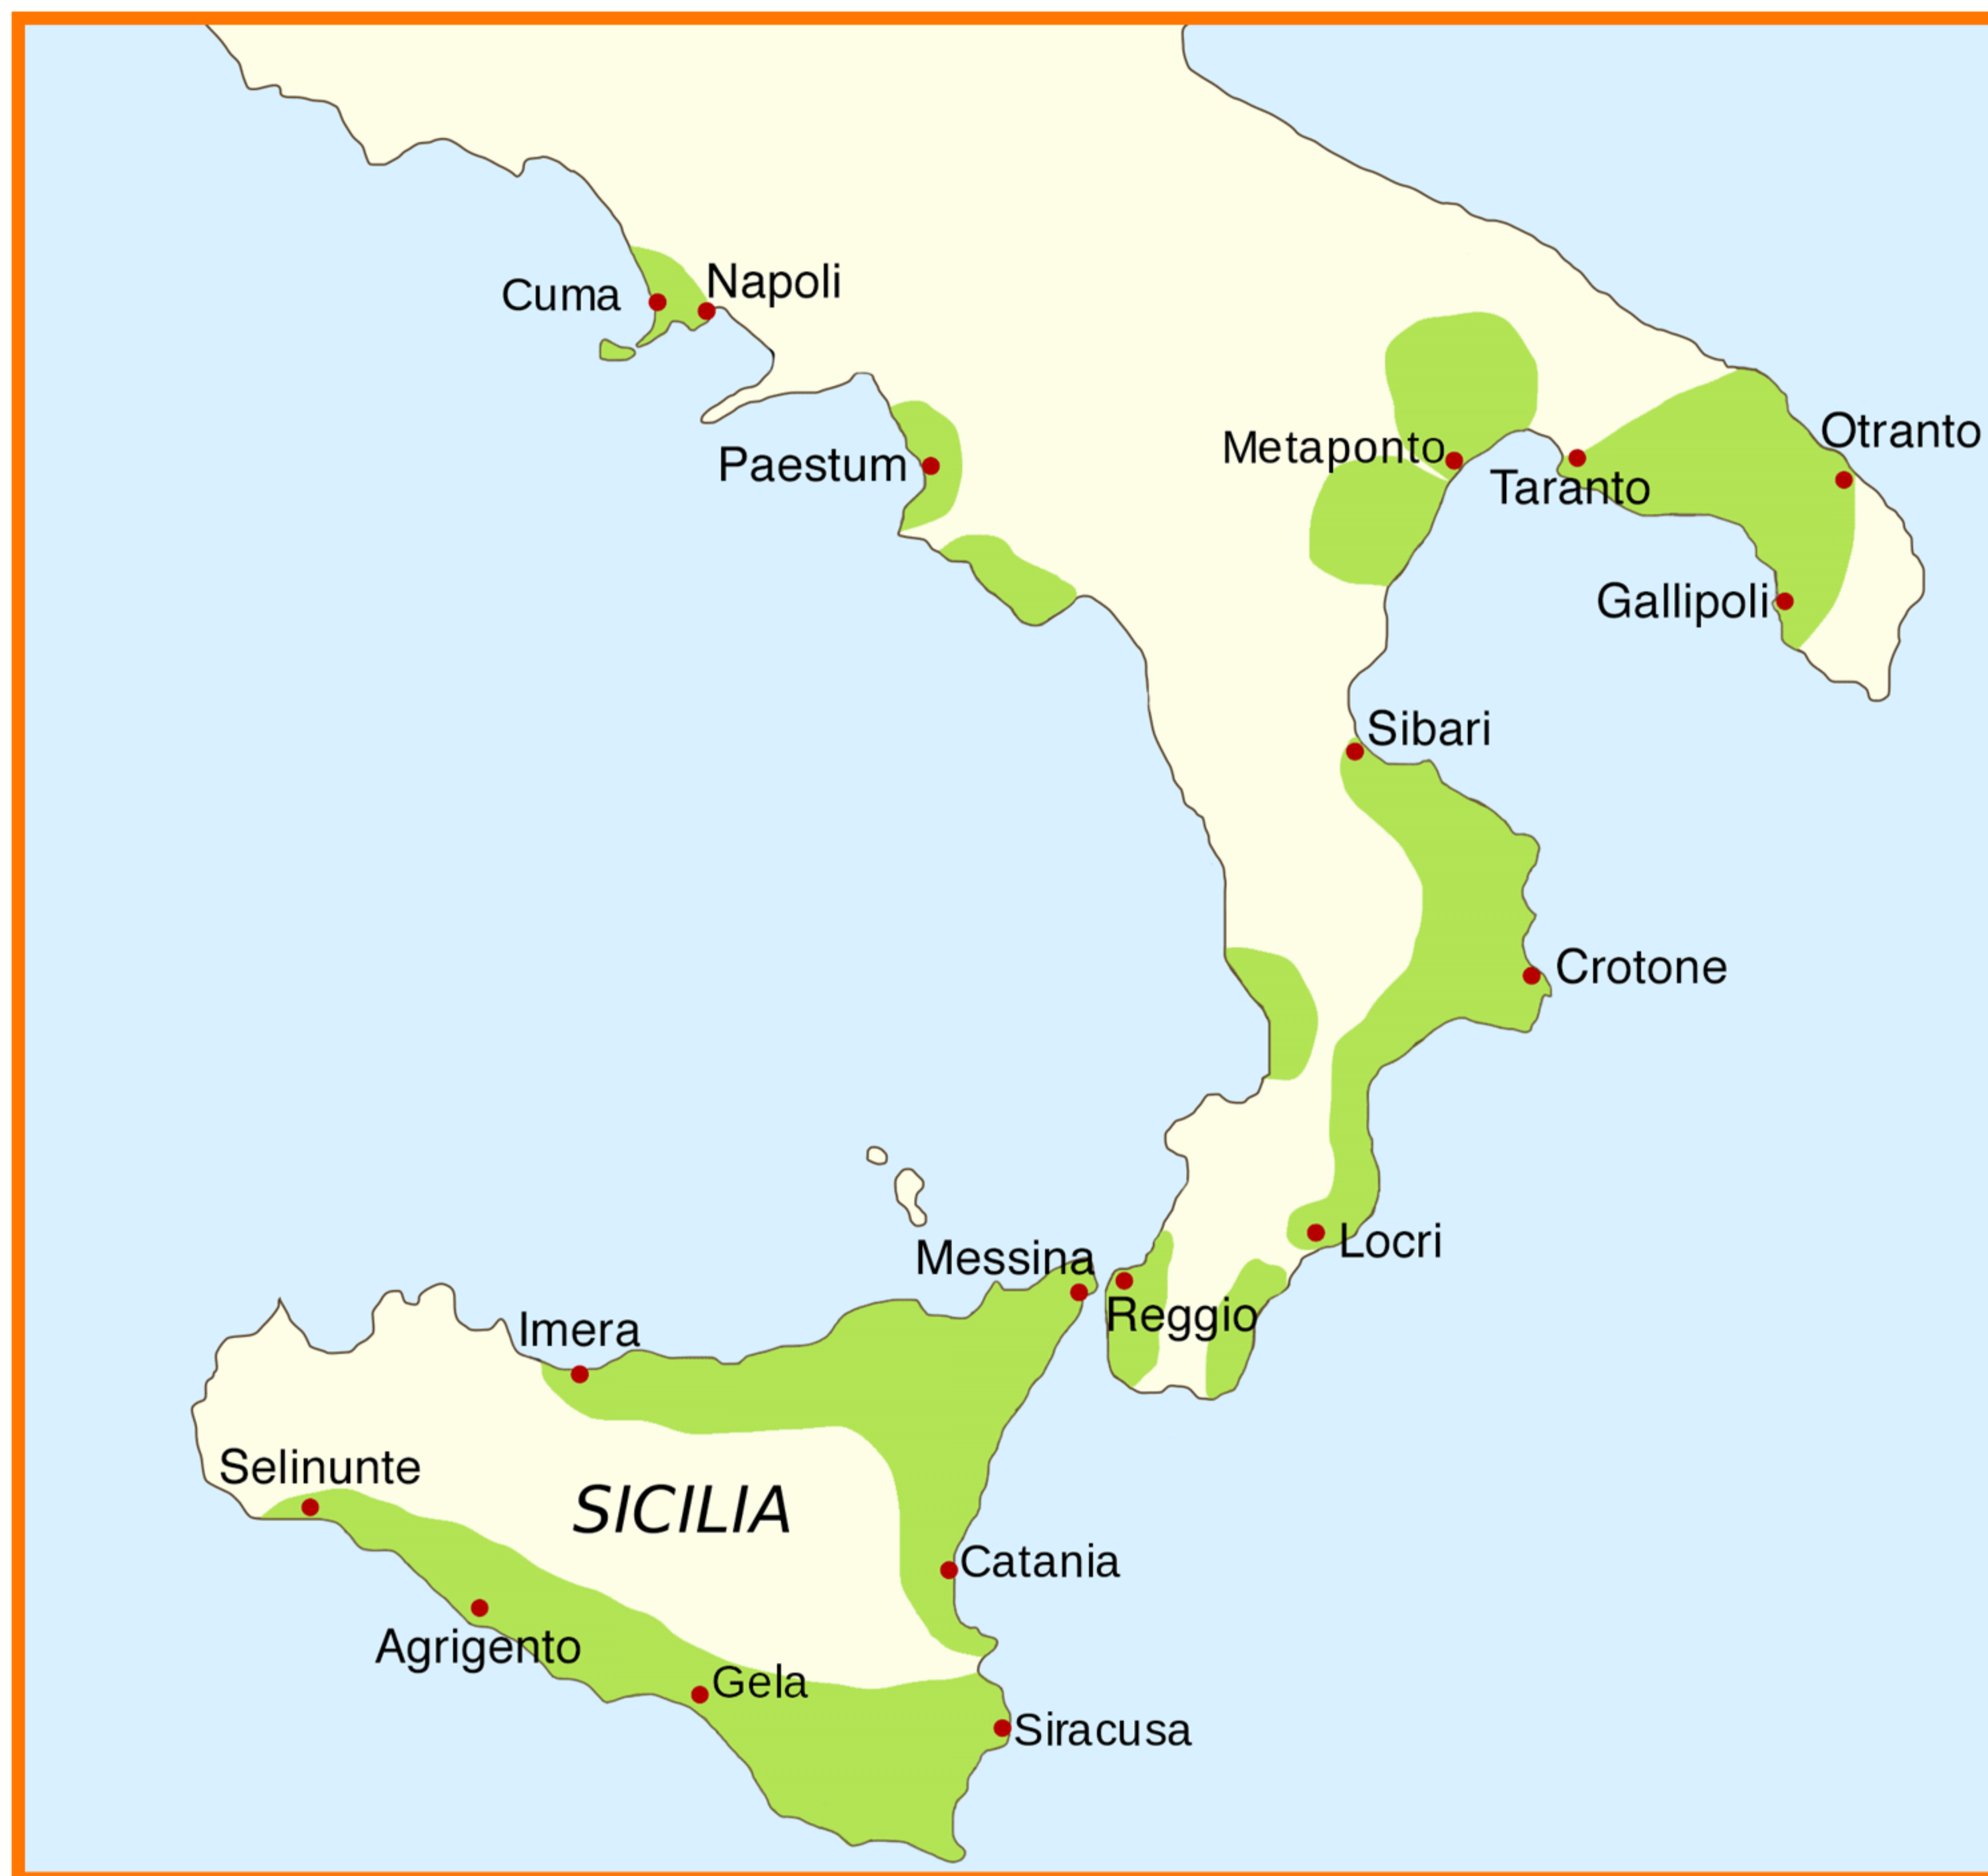 Napoli
Cuma
Otranto
Metaponto
Paestum
Taranto
Gallipoli
Sibari
Crotone
Locri
Messina
Reggio
Imera
Selinunte
SICILIA
Catania
Agrigento
Gela
Siracusa